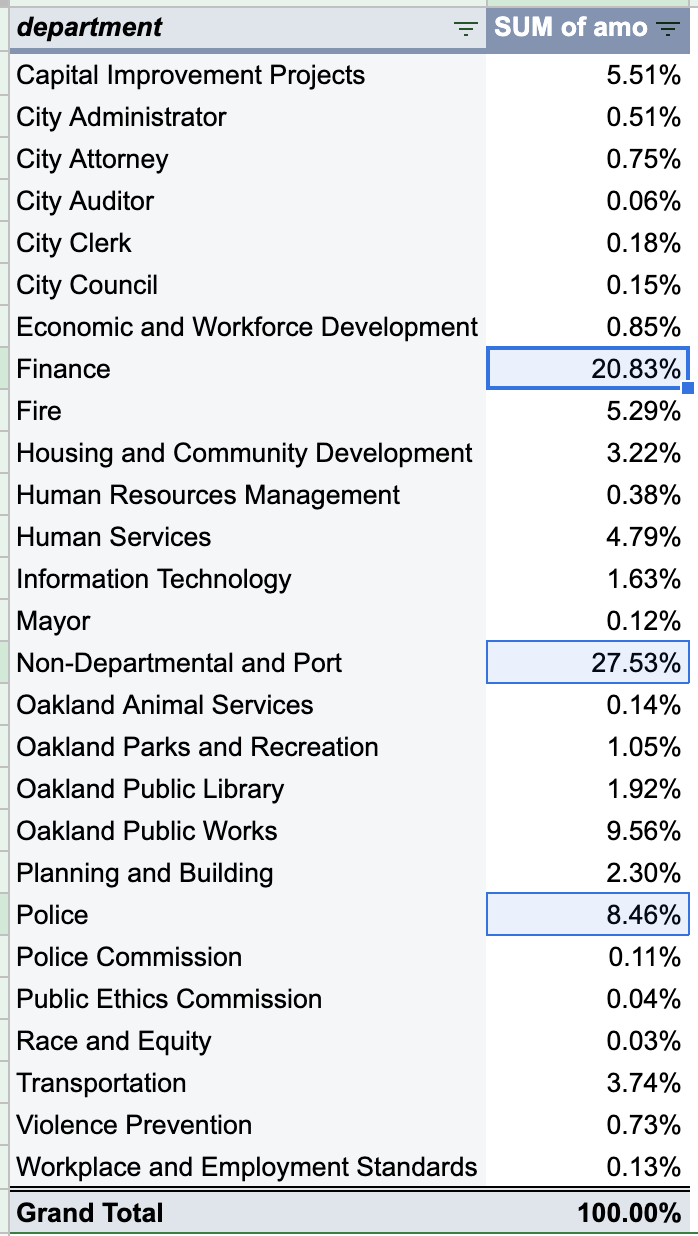 department SUM of amo
Capital Improvement Projects 5.51%
City Administrator 0.51%
City Attorney 0.75%
City Auditor 0.06%
City Clerk 0.18%
City Council 0.15%
Economic and Workforce Development 0.85%
Finance 20.83%
Fire 5.29%
Housing and Community Development 3.22%
Human Resources Management 0.38%
Human Services 4.79%
Information Technology 1.63%
Mayor 0.12%
Non-Departmental and Port 27.53%
Oakland Animal Services 0.14%
Oakland Parks and Recreation 1.05%
Oakland Public Library 1.92%
Oakland Public Works 9.56%
Planning and Building 2.30%
Police 8.46%
Police Commission 0.11%
Public Ethics Commission 0.04%
Race and Equity 0.03%
Transportation 3.74%
Violence Prevention 0.73%
Workplace and Employment Standards 0.13%
Grand Total 100.00%